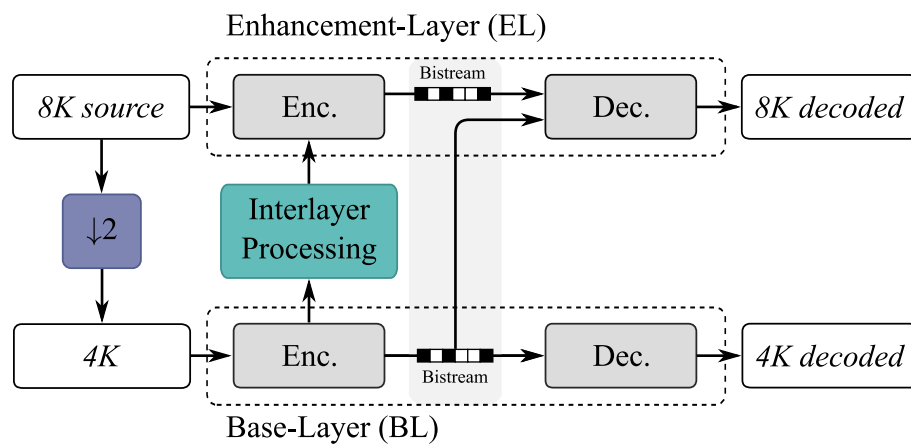 Enhancement-Layer (EL)
Bistream
8K source
Enc.
Dec.
8K decoded
↓2
Interlayer
Processing
4K
Enc.
Dec.
4K decoded
Bistream
Base-Layer (BL)